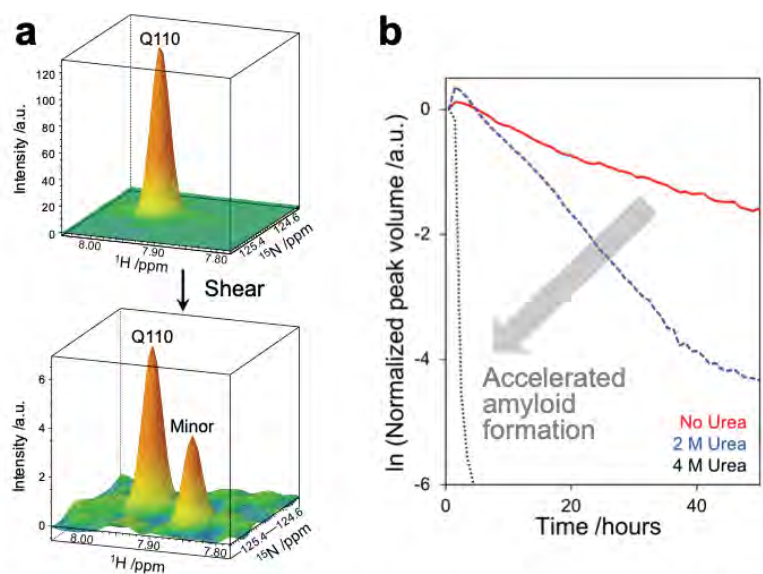 a
Q110
Intensity /a.u.
120
100
80
60
40
20
0
8.00
7.90
7.80
¹H /ppm
125.4
124.6
¹⁵N /ppm
Shear
Q110
Minor
Intensity /a.u.
6
4
2
0
8.00
7.90
7.80
¹H /ppm
125.4
124.6
¹⁵N /ppm
b
ln (Normalized peak volume /a.u.)
0
-2
-4
-6
Accelerated
amyloid
formation
No Urea
2 M Urea
4 M Urea
0
20
40
Time /hours